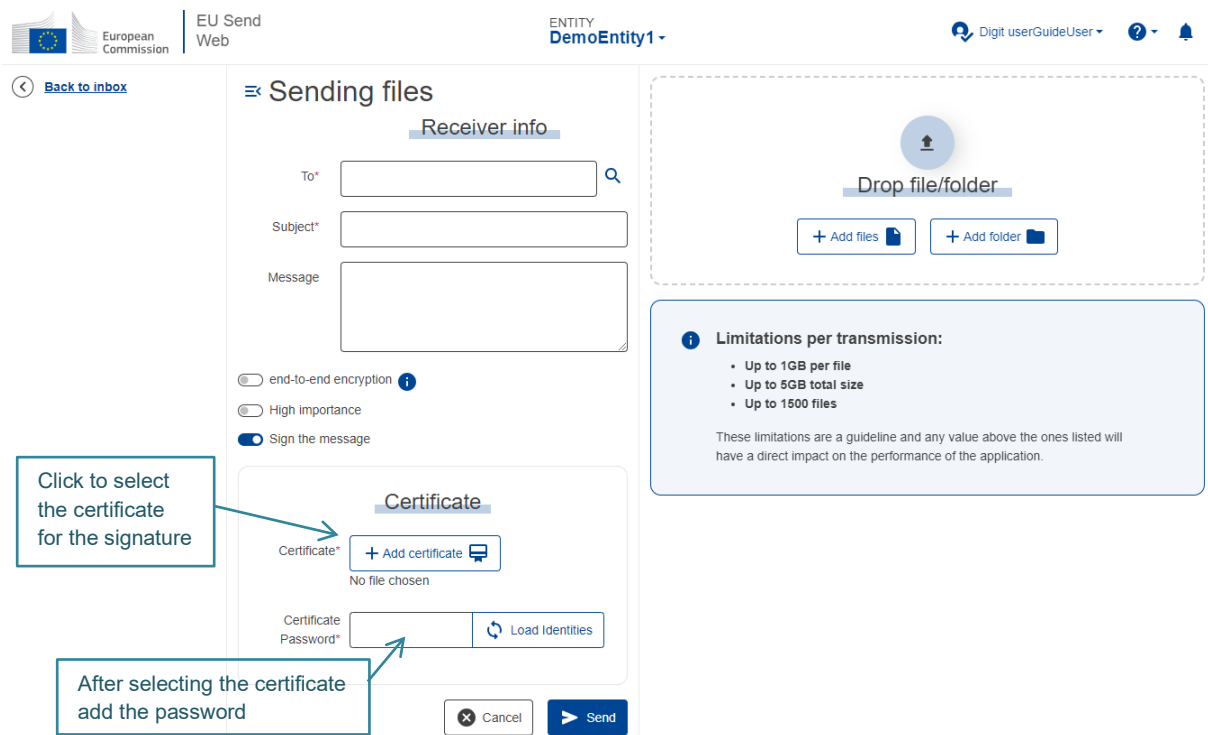 European
Commission
EU Send
Web
ENTITY
DemoEntity1
Digit userGuideUser
Back to inbox
Sending files
Receiver info
To*
Subject*
Message
end-to-end encryption
High importance
Sign the message
Click to select
the certificate
for the signature
Certificate
Certificate*
+ Add certificate
No file chosen
Certificate
Password*
Load Identities
After selecting the certificate
add the password
Cancel
Send
Drop file/folder
+ Add files
+ Add folder
Limitations per transmission:
• Up to 1GB per file
• Up to 5GB total size
• Up to 1500 files
These limitations are a guideline and any value above the ones listed will
have a direct impact on the performance of the application.